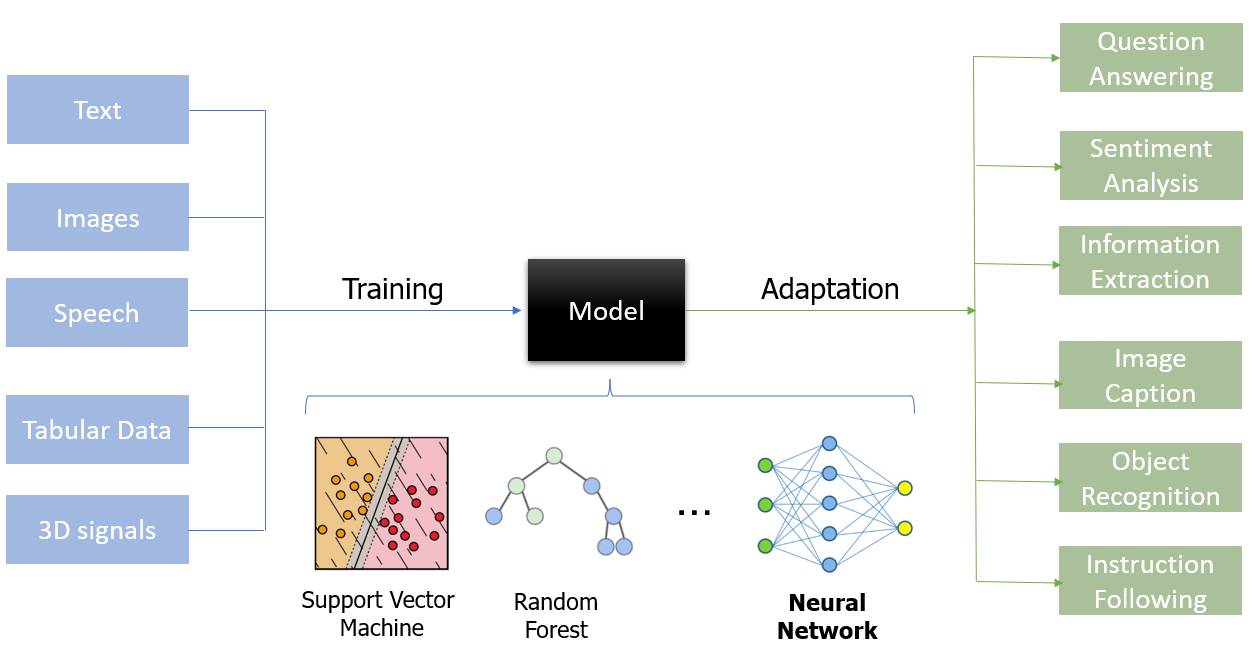 Text
Images
Speech
Tabular Data
3D signals
Training
Model
Adaptation
Support Vector
Machine
Random
Forest
...
Neural
Network
Question
Answering
Sentiment
Analysis
Information
Extraction
Image
Caption
Object
Recognition
Instruction
Following